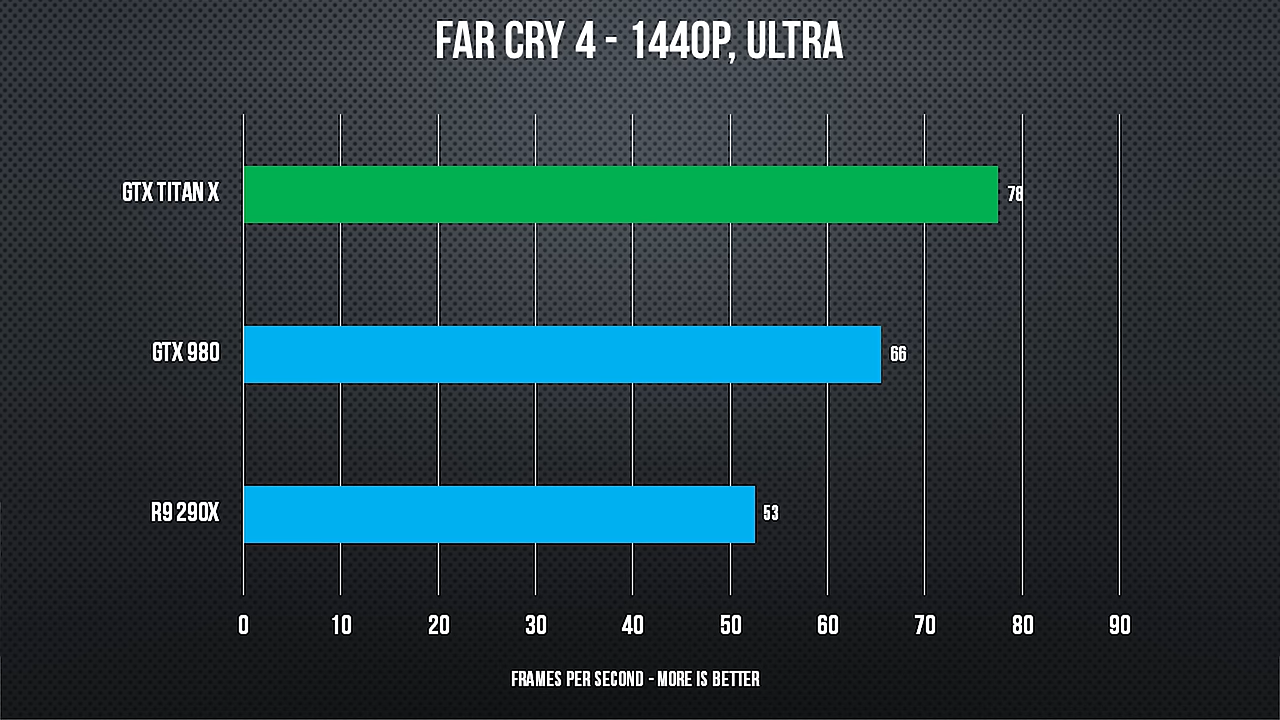 FAR CRY 4 - 1440P, ULTRA
GTX TITAN X
78
GTX 980
66
R9 290X
53
0 10 20 30 40 50 60 70 80 90
FRAMES PER SECOND - MORE IS BETTER